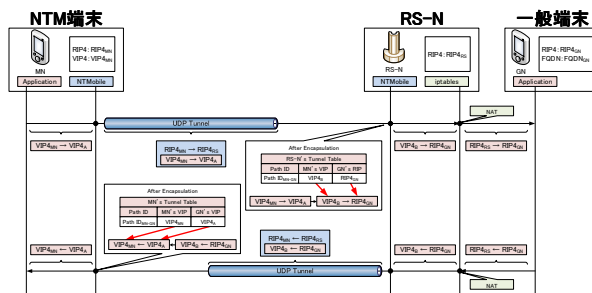 NTM端末
RS-N
一般端末
RIP4：RIP4MN
VIP4：VIP4MN
MN
Application
NTMobile
RIP4：RIP4RS
RS-N
NTMobile
iptables
RIP4：RIP4GN
FQDN：FQDNGN
GN
Application
UDP Tunnel
NAT
VIP4MN → VIP4A
RIP4MN → RIP4RS
VIP4MN → VIP4A
VIP4B → RIP4GN
RIP4RS → RIP4GN
After Encapsulation
RS-N's Tunnel Table
Path ID MN's VIP GN's RIP
Path IDMN-GN VIP4B RIP4GN
VIP4MN → VIP4A
VIP4B → RIP4GN
After Encapsulation
MN's Tunnel Table
Path ID MN's VIP GN's VIP
Path IDMN-GN VIP4MN VIP4A
VIP4MN ← VIP4A
VIP4B ← RIP4GN
VIP4MN ← VIP4A
RIP4MN ← RIP4RS
VIP4B ← RIP4GN
VIP4B ← RIP4GN
RIP4RS ← RIP4GN
UDP Tunnel
NAT